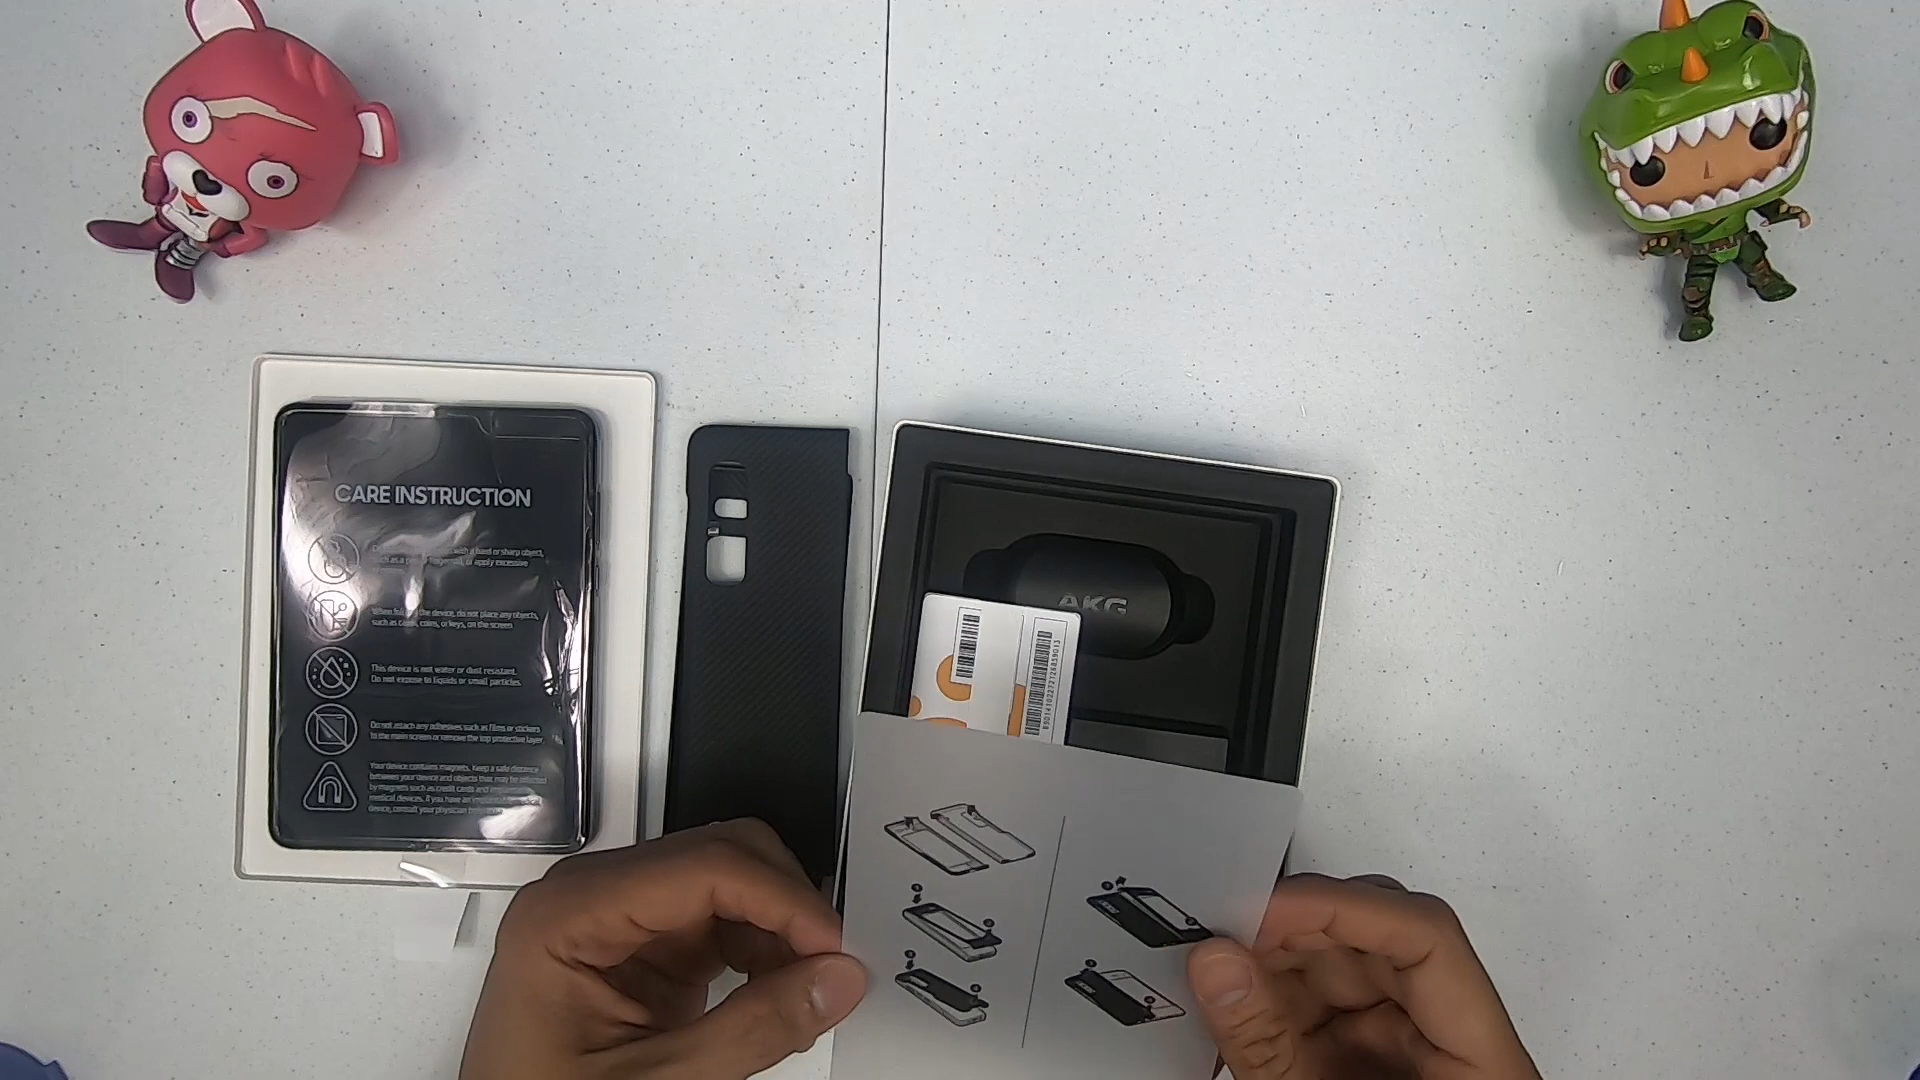 CARE INSTRUCTION
with a hard or sharp object,
such as a fingernail, or apply excessive
When the device, do not place any objects,
such as cards, coins, or keys, on the screen
This device is not water or dust resistant.
Do not expose to liquids or small particles.
Do not attach any adhesives such as films or stickers
to the main screen or remove the top protective layer.
Your device contains magnets. Keep a safe distance
between your device and objects that may be affected
by magnets such as credit cards and
medical devices. If you have an
device, consult your physician
AKG